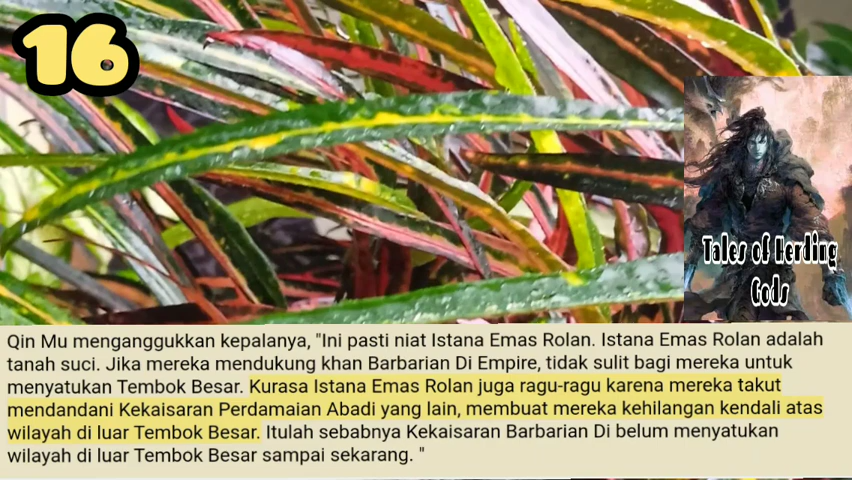 16
Tales of Herding
Gods
Qin Mu menganggukkan kepalanya, "Ini pasti niat Istana Emas Rolan. Istana Emas Rolan adalah
tanah suci. Jika mereka mendukung khan Barbarian Di Empire, tidak sulit bagi mereka untuk
menyatukan Tembok Besar. Kurasa Istana Emas Rolan juga ragu-ragu karena mereka takut
mendandani Kekaisaran Perdamaian Abadi yang lain, membuat mereka kehilangan kendali atas
wilayah di luar Tembok Besar. Itulah sebabnya Kekaisaran Barbarian Di belum menyatukan
wilayah di luar Tembok Besar sampai sekarang. "